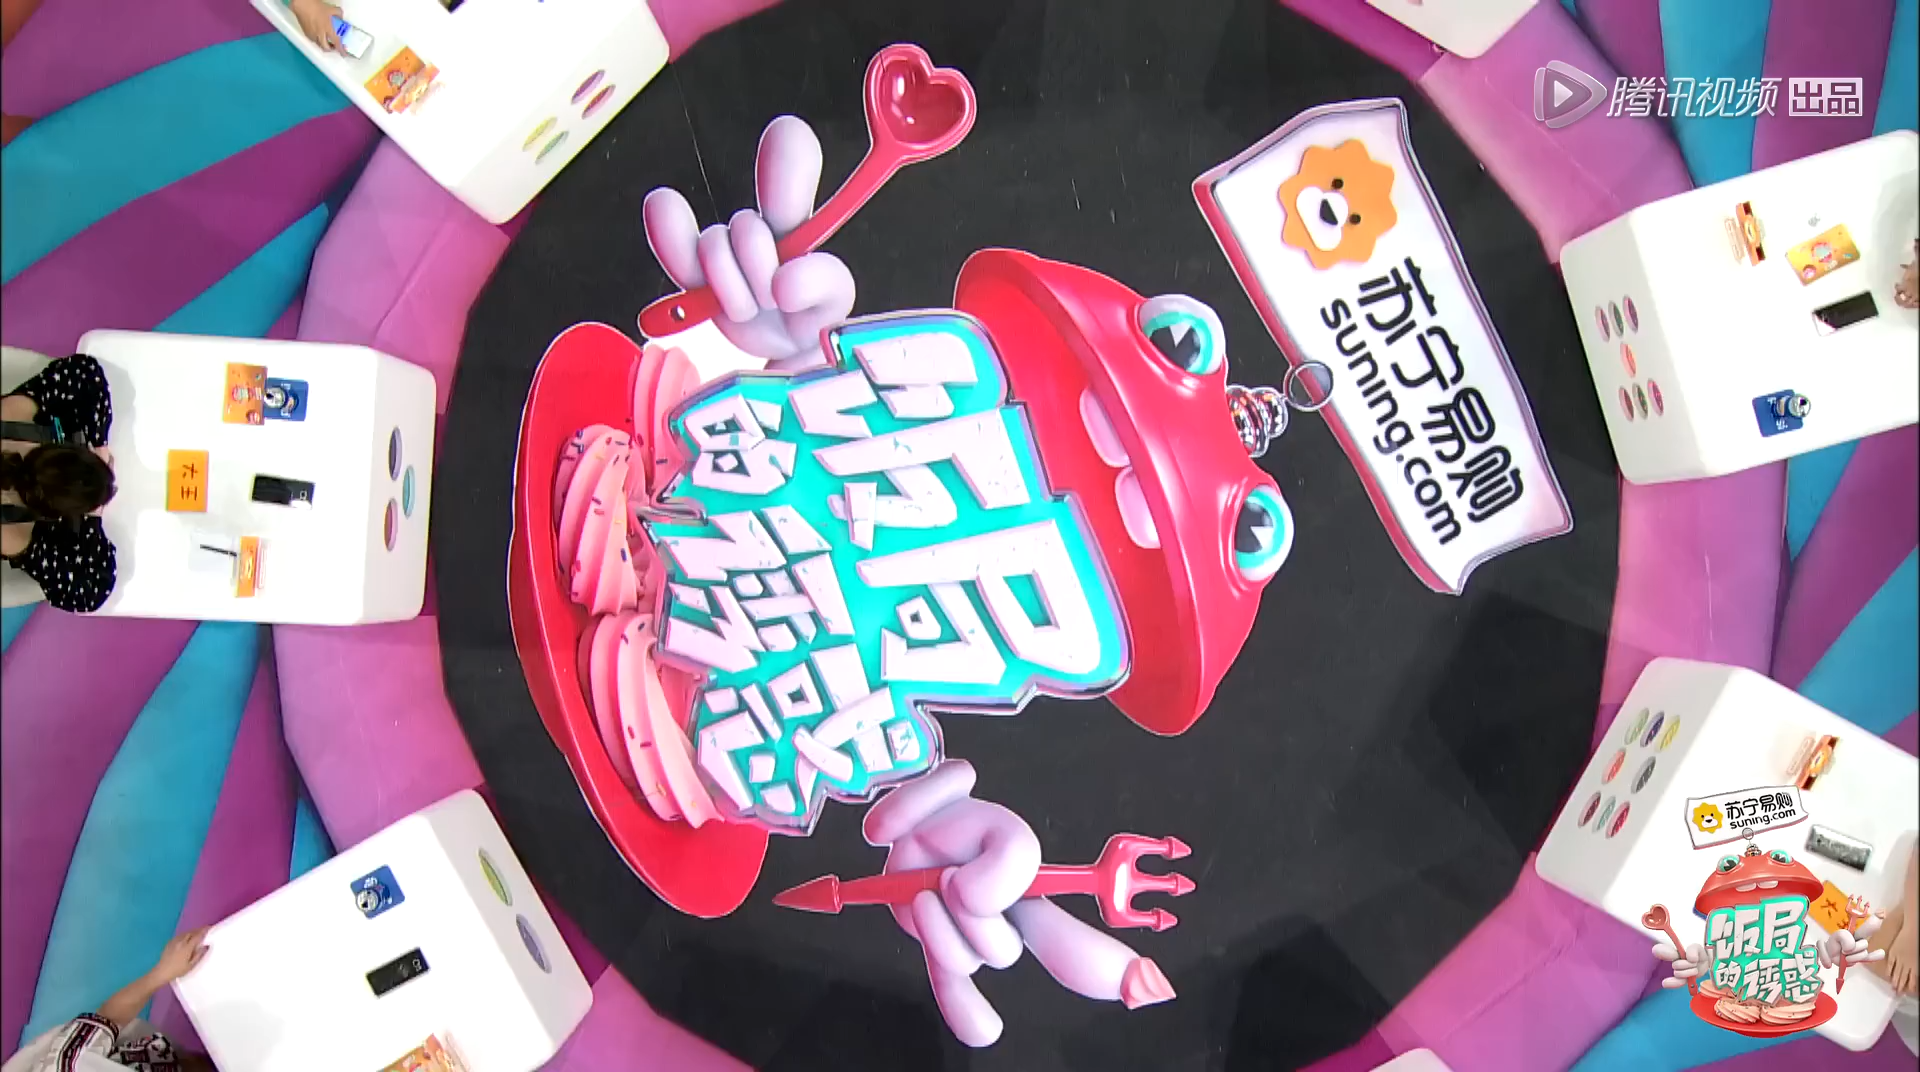 腾讯视频 出品
苏宁易购
suning.com
饭局
的诱惑
大王
苏宁易购
suning.com
饭局
的诱惑